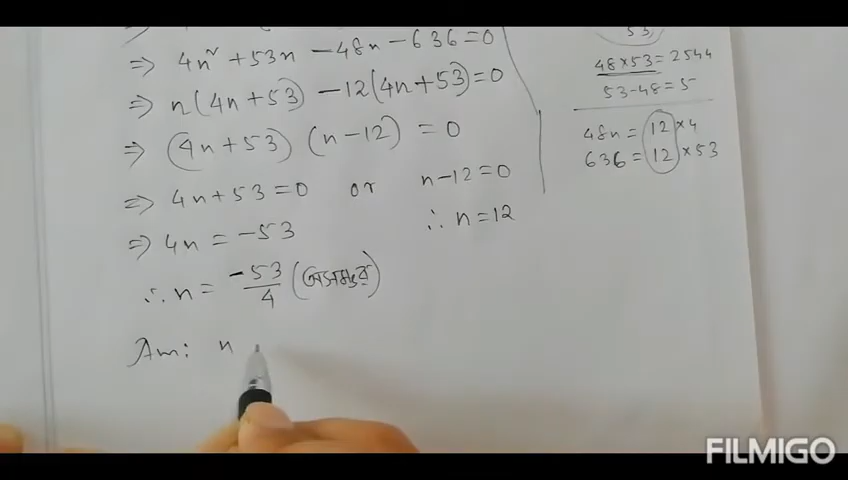 ⇒ 4n² + 53n - 48n - 636 = 0
⇒ n(4n + 53) - 12(4n + 53) = 0
⇒ (4n + 53) (n - 12) = 0
⇒ 4n + 53 = 0 or n - 12 = 0
⇒ 4n = -53 ∴ n = 12
∴ n = -53/4 (অসম্ভব)
Ans: n
53
48 × 53 = 2544
53 - 48 = 5
48n = 12 × 4
636 = 12 × 53
FILMIGO